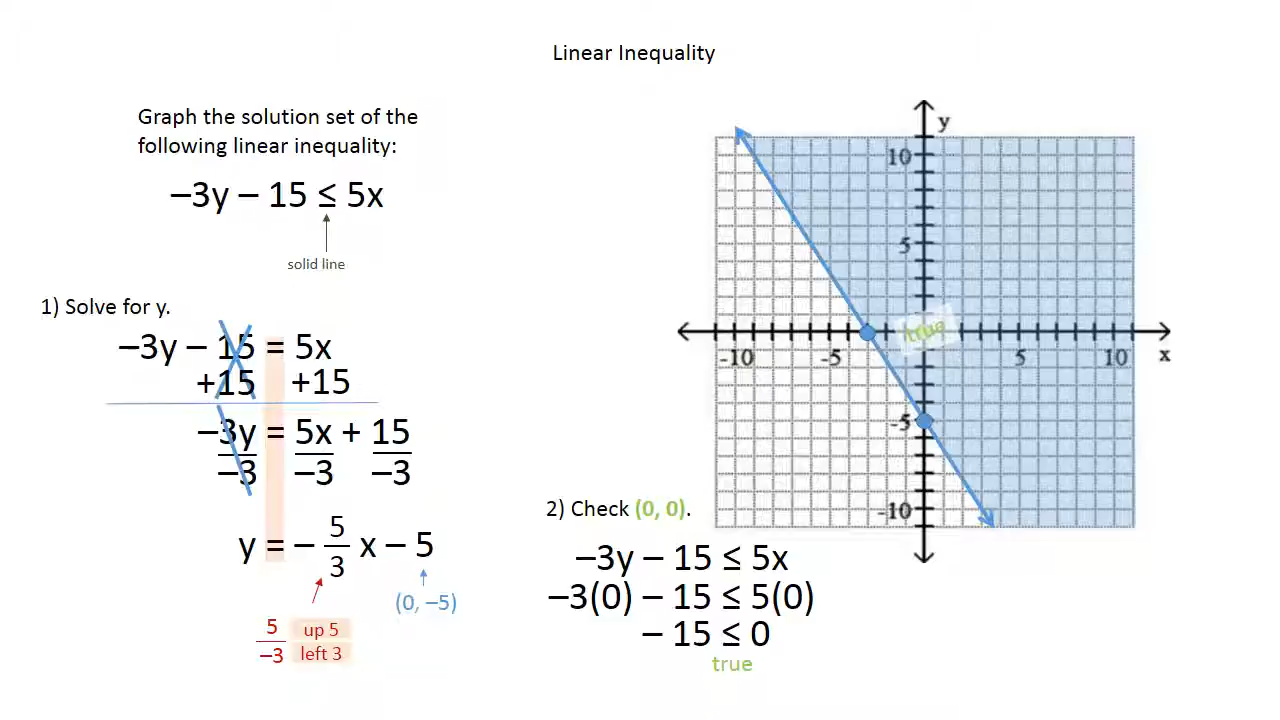 Linear Inequality
Graph the solution set of the
following linear inequality:
–3y – 15 ≤ 5x
solid line
1) Solve for y.
–3y – 15 = 5x
+15 +15
–3y = 5x + 15
–3 –3 –3
y = – 5/3 x – 5
(0, –5)
5/–3
up 5
left 3
y
10
5
true
-10
-5
5
10
x
-5
-10
2) Check (0, 0).
–3y – 15 ≤ 5x
–3(0) – 15 ≤ 5(0)
– 15 ≤ 0
true